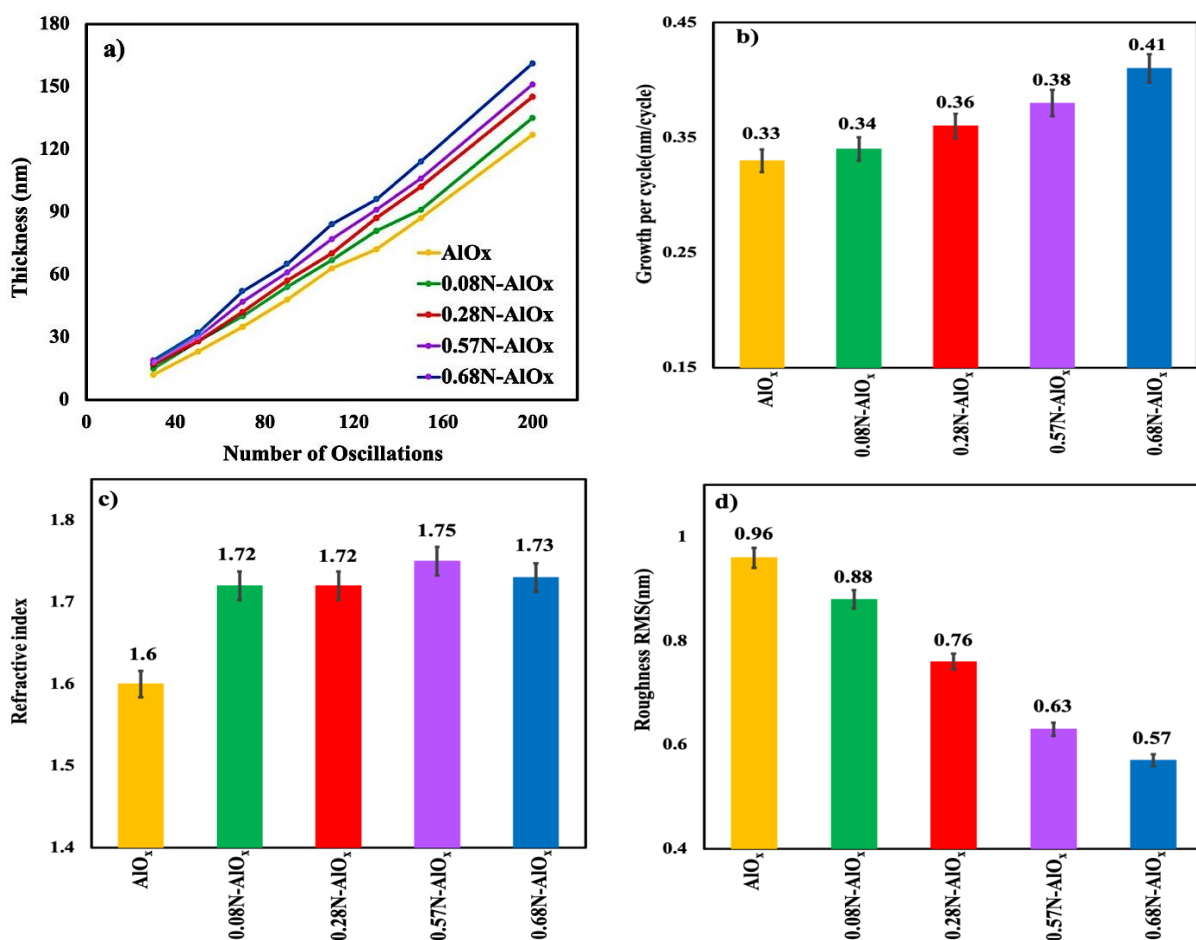 a)
Thickness (nm)
180
150
120
90
60
30
0
0
40
80
120
160
200
Number of Oscillations
AlOx
0.08N-AlOx
0.28N-AlOx
0.57N-AlOx
0.68N-AlOx
b)
Growth per cycle(nm/cycle)
0.45
0.35
0.25
0.15
0.33
0.34
0.36
0.38
0.41
AlOₓ
0.08N-AlOₓ
0.28N-AlOₓ
0.57N-AlOₓ
0.68N-AlOₓ
c)
Refractive index
1.8
1.7
1.6
1.5
1.4
1.6
1.72
1.72
1.75
1.73
AlOₓ
0.08N-AlOₓ
0.28N-AlOₓ
0.57N-AlOₓ
0.68N-AlOₓ
d)
Roughness RMS(nm)
1
0.8
0.6
0.4
0.96
0.88
0.76
0.63
0.57
AlOₓ
0.08N-AlOₓ
0.28N-AlOₓ
0.57N-AlOₓ
0.68N-AlOₓ